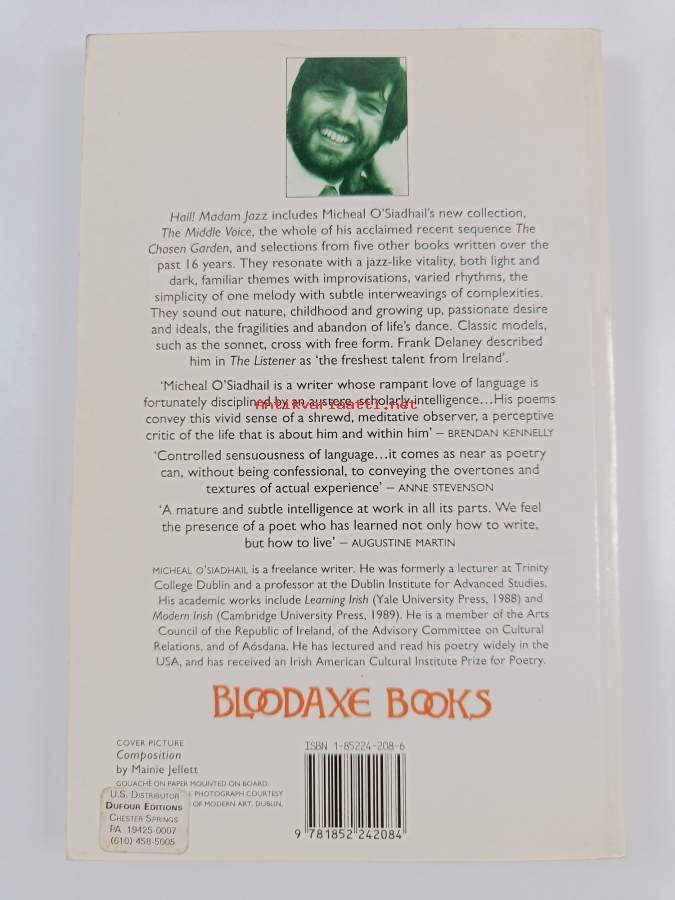 Hail! Madam Jazz includes Micheal O'Siadhail's new collection,
The Middle Voice, the whole of his acclaimed recent sequence The
Chosen Garden, and selections from five other books written over the
past 16 years. They resonate with a jazz-like vitality, both light and
dark, familiar themes with improvisations, varied rhythms, the
simplicity of one melody with subtle interweavings of complexities.
They sound out nature, childhood and growing up, passionate desire
and ideals, the fragilities and abandon of life's dance. Classic models,
such as the sonnet, cross with free form. Frank Delaney described
him in The Listener as 'the freshest talent from Ireland'.
'Micheal O'Siadhail is a writer whose rampant love of language is
fortunately disciplined by an austere, scholarly intelligence...His poems
antikvariaatti.net
convey this vivid sense of a shrewd, meditative observer, a perceptive
critic of the life that is about him and within him' – BRENDAN KENNELLY
'Controlled sensuousness of language...it comes as near as poetry
can, without being confessional, to conveying the overtones and
textures of actual experience' – ANNE STEVENSON
'A mature and subtle intelligence at work in all its parts. We feel
the presence of a poet who has learned not only how to write,
but how to live' – AUGUSTINE MARTIN
MICHEAL O'SIADHAIL is a freelance writer. He was formerly a lecturer at Trinity
College Dublin and a professor at the Dublin Institute for Advanced Studies.
His academic works include Learning Irish (Yale University Press, 1988) and
Modern Irish (Cambridge University Press, 1989). He is a member of the Arts
Council of the Republic of Ireland, of the Advisory Committee on Cultural
Relations, and of Aósdana. He has lectured and read his poetry widely in the
USA, and has received an Irish American Cultural Institute Prize for Poetry.
BLOODAXE BOOKS
COVER PICTURE
Composition
by Mainie Jellett
GOUACHE ON PAPER MOUNTED ON BOARD.
PHOTOGRAPH COURTESY
OF MODERN ART, DUBLIN.
U.S. DISTRIBUTOR
DUFOUR EDITIONS
CHESTER SPRINGS
PA 19425-0007
(610) 458-5005
ISBN 1-85224-208-6
9 781852 242084